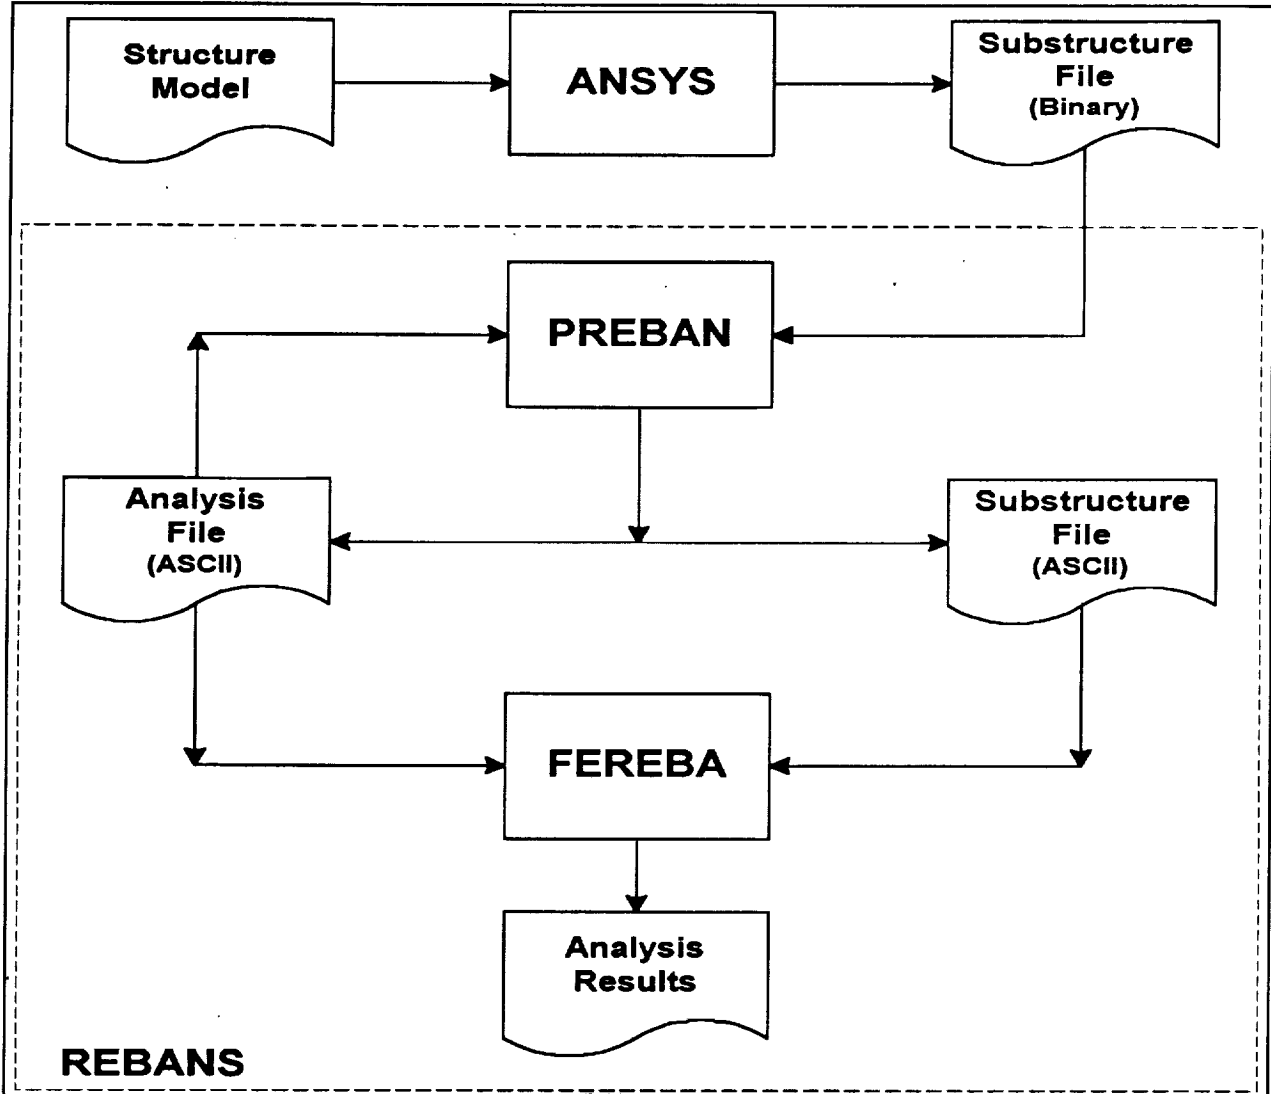 Structure
Model
ANSYS
Substructure
File
(Binary)
PREBAN
Analysis
File
(ASCII)
Substructure
File
(ASCII)
FEREBA
Analysis
Results
REBANS